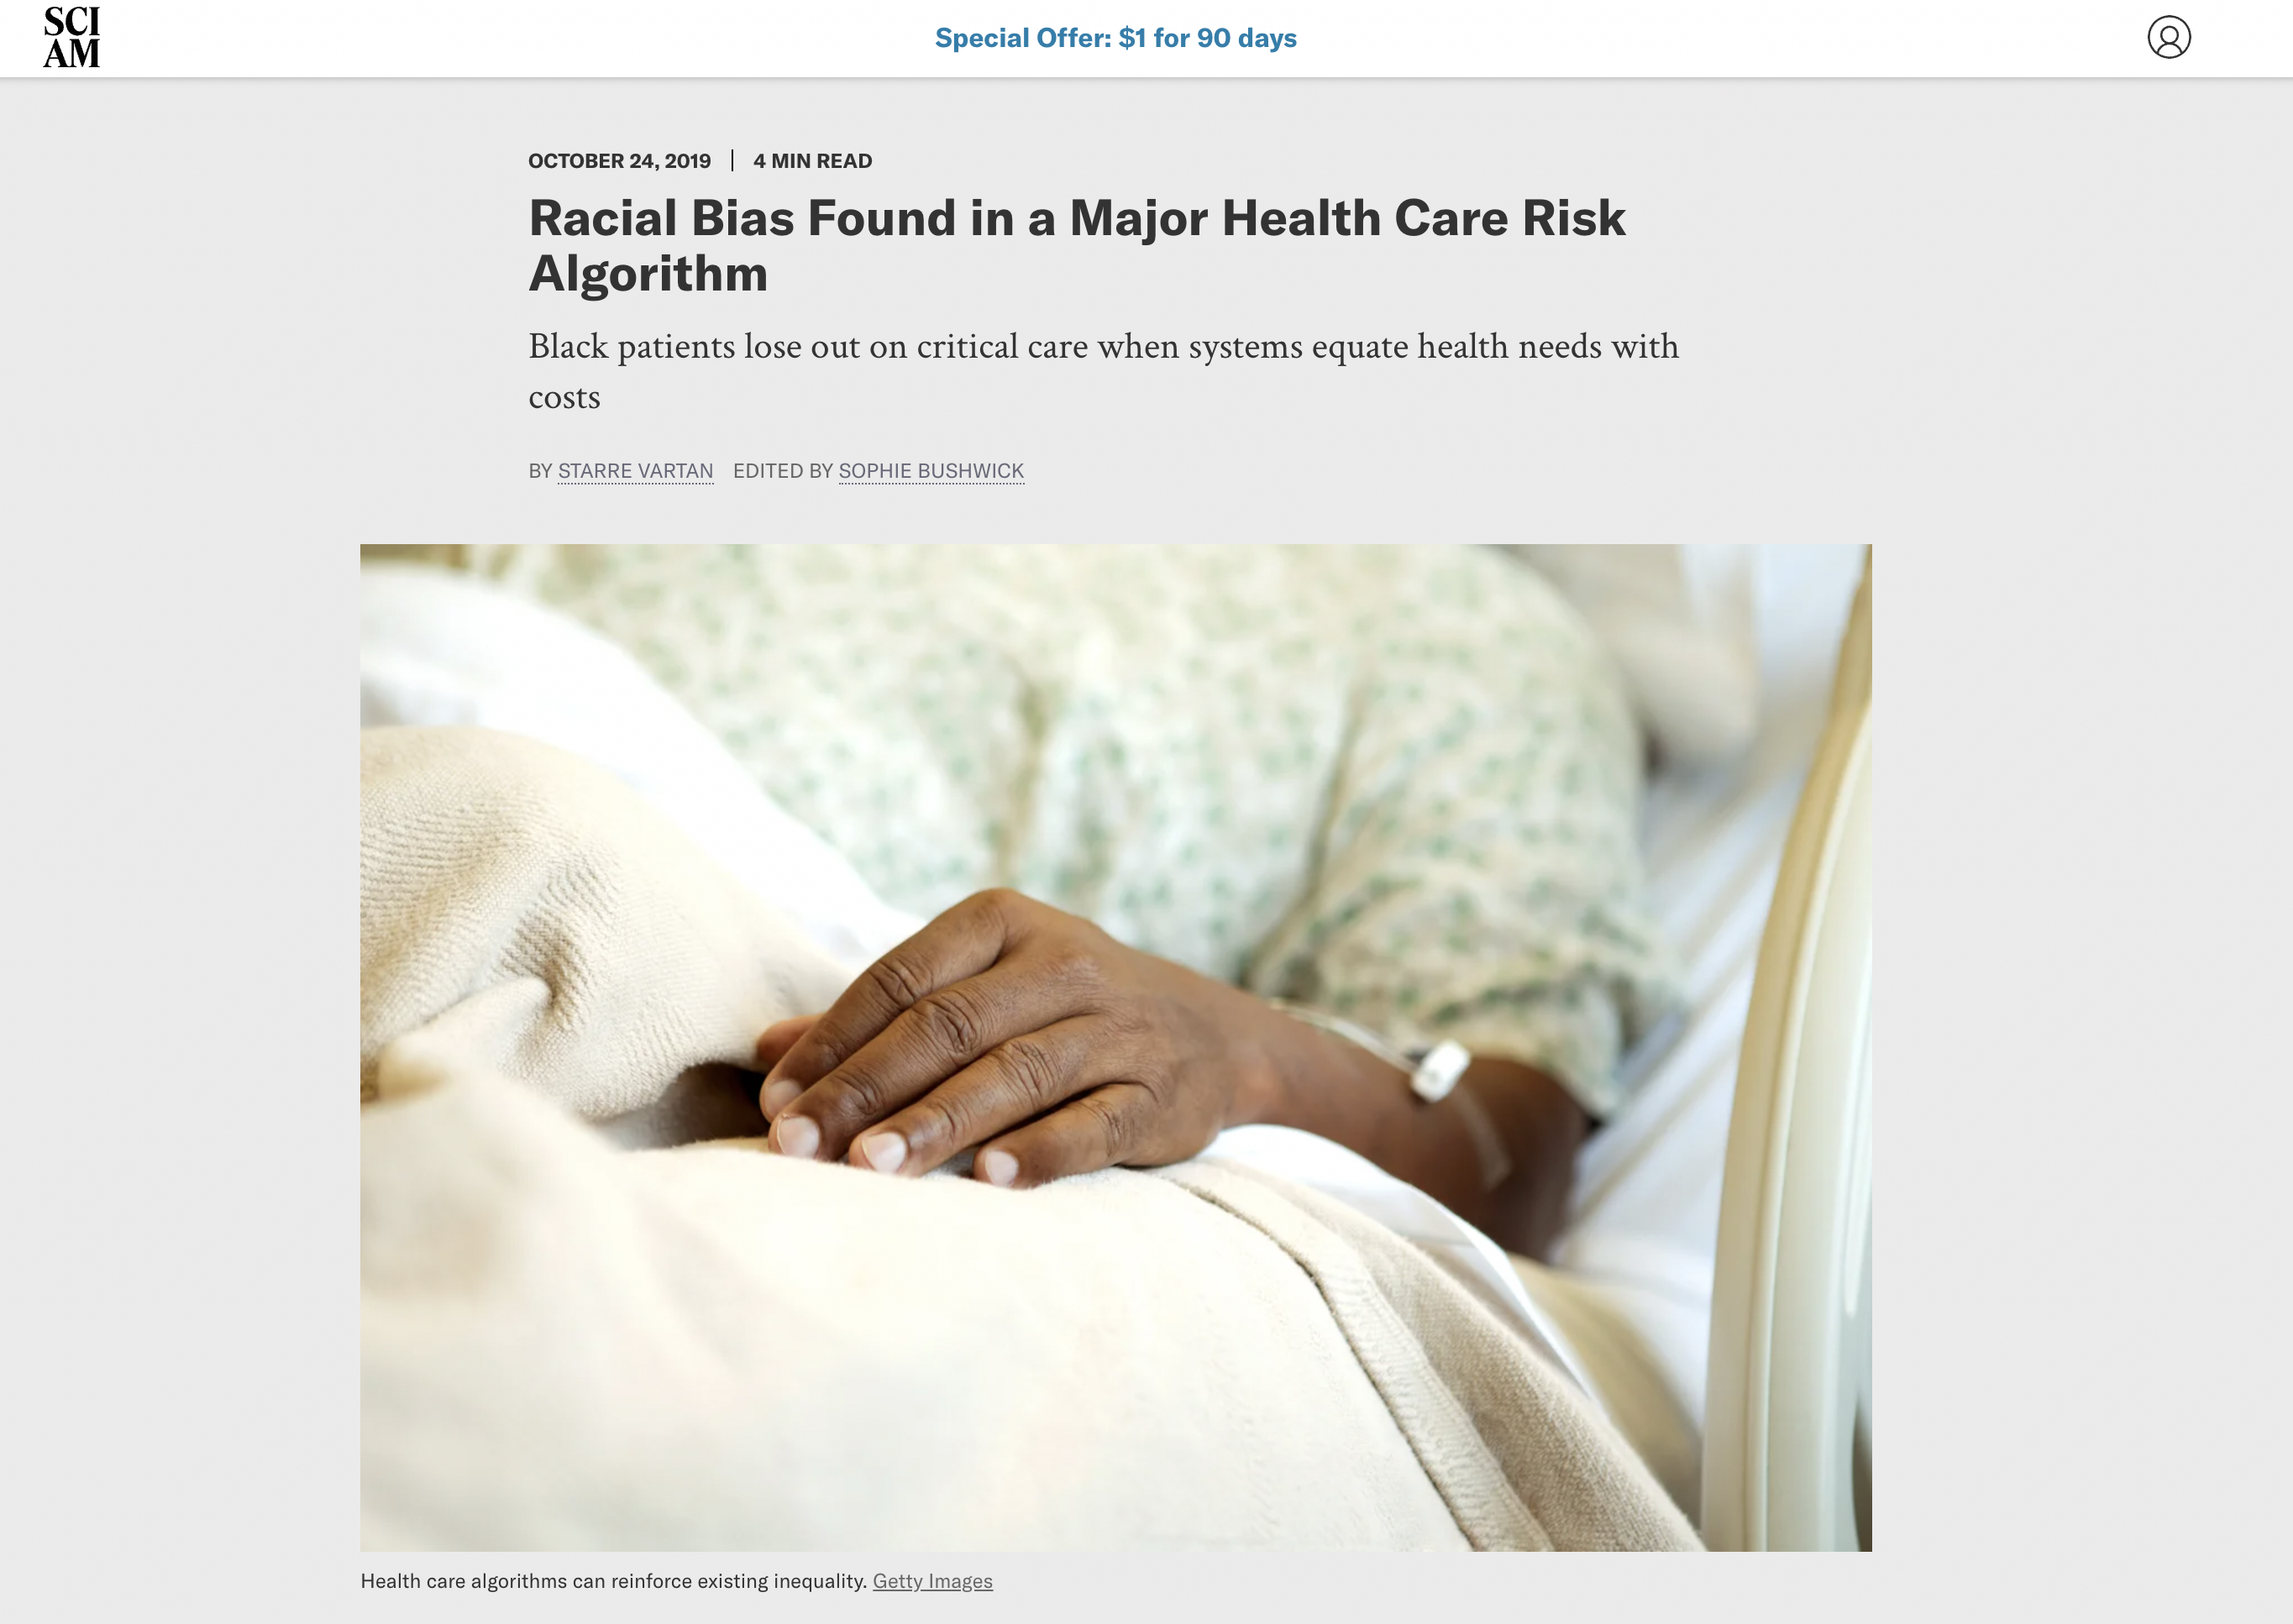 SCI
AM
Special Offer: $1 for 90 days
OCTOBER 24, 2019 | 4 MIN READ
Racial Bias Found in a Major Health Care Risk
Algorithm
Black patients lose out on critical care when systems equate health needs with
costs
BY STARRE VARTAN EDITED BY SOPHIE BUSHWICK
Health care algorithms can reinforce existing inequality. Getty Images